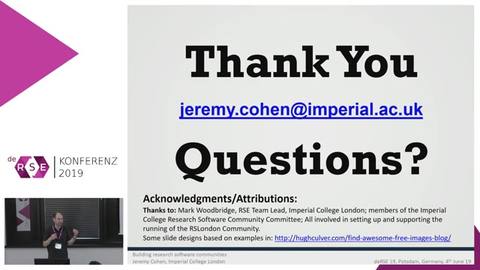 Thank You
jeremy.cohen@imperial.ac.uk
Questions?
Acknowledgments/Attributions:
Thanks to: Mark Woodbridge, RSE Team Lead, Imperial College London; members of the Imperial
College Research Software Community Committee; All involved in setting up and supporting the
running of the RSLondon Community.
Some slide designs based on examples in: http://hughculver.com/find-awesome-free-images-blog/
de
RSE
KONFERENZ
2019
Building research software communities
Jeremy Cohen, Imperial College London
deRSE 19, Potsdam, Germany, 4th June 19